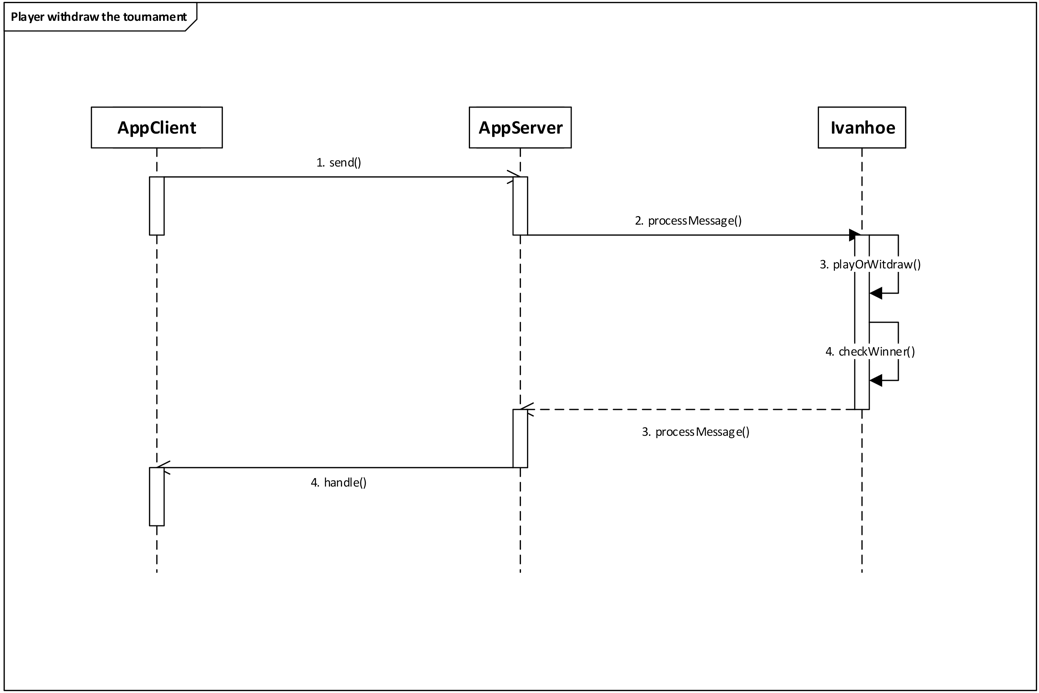 Player withdraw the tournament
AppClient
AppServer
Ivanhoe
1. send()
2. processMessage()
3. playOrWitdraw()
4. checkWinner()
3. processMessage()
4. handle()